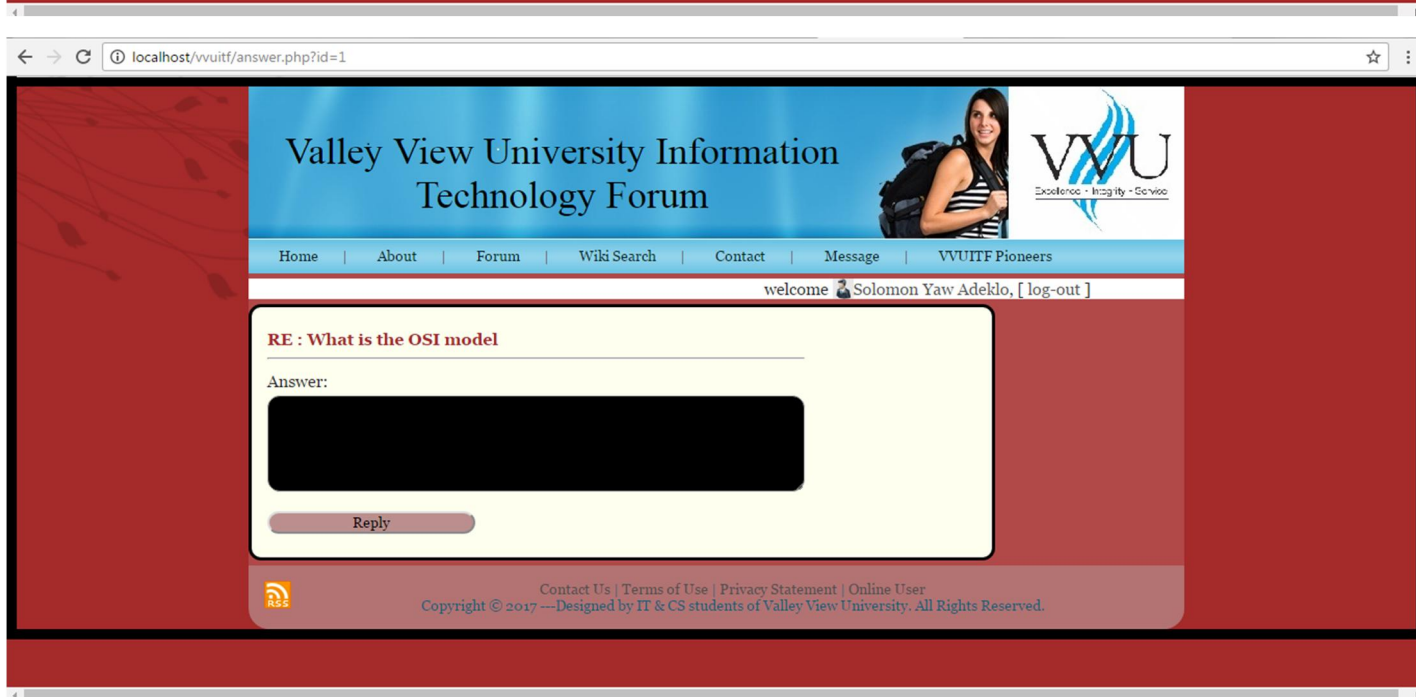 localhost/vvuitf/answer.php?id=1
Valley View University Information
Technology Forum
VVU
Excellence - Integrity - Service
Home | About | Forum | Wiki Search | Contact | Message | VVUITF Pioneers
welcome Solomon Yaw Adeklo, [ log-out ]
RE : What is the OSI model
Answer:
Reply
RSS
Contact Us | Terms of Use | Privacy Statement | Online User
Copyright © 2017 ---Designed by IT & CS students of Valley View University. All Rights Reserved.